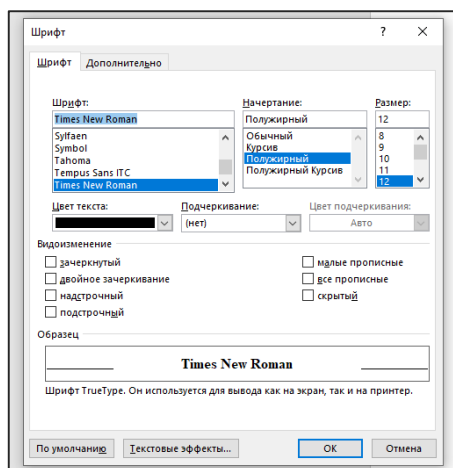 Шрифт ? ×
Шрифт Дополнительно
Шрифт: Начертание: Размер:
Times New Roman Полужирный 12
Sylfaen Обычный 8
Symbol Курсив 9
Tahoma Полужирный 10
Tempus Sans ITC Полужирный Курсив 11
Times New Roman 12
Цвет текста: Подчеркивание: Цвет подчеркивания:
(нет) Авто
Видоизменение
зачеркнутый малые прописные
двойное зачеркивание все прописные
надстрочный скрытый
подстрочный
Образец
Times New Roman
Шрифт TrueType. Он используется для вывода как на экран, так и на принтер.
По умолчанию Текстовые эффекты... ОК Отмена